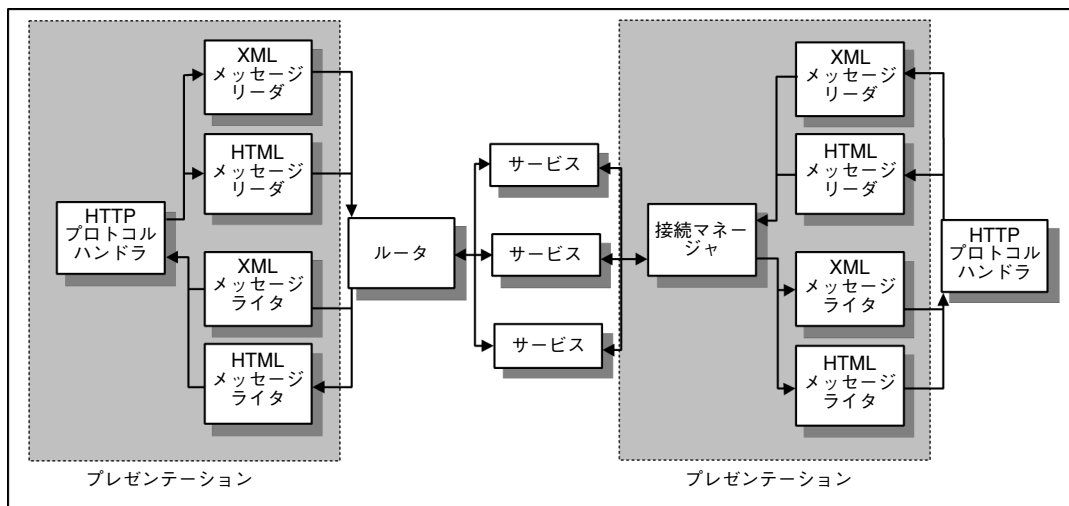 XML
メッセージ
リーダ
HTML
メッセージ
リーダ
HTTP
プロトコル
ハンドラ
XML
メッセージ
ライタ
HTML
メッセージ
ライタ
プレゼンテーション
ルータ
サービス
サービス
サービス
接続マネー
ジャ
XML
メッセージ
リーダ
HTML
メッセージ
リーダ
XML
メッセージ
ライタ
HTML
メッセージ
ライタ
HTTP
プロトコル
ハンドラ
プレゼンテーション